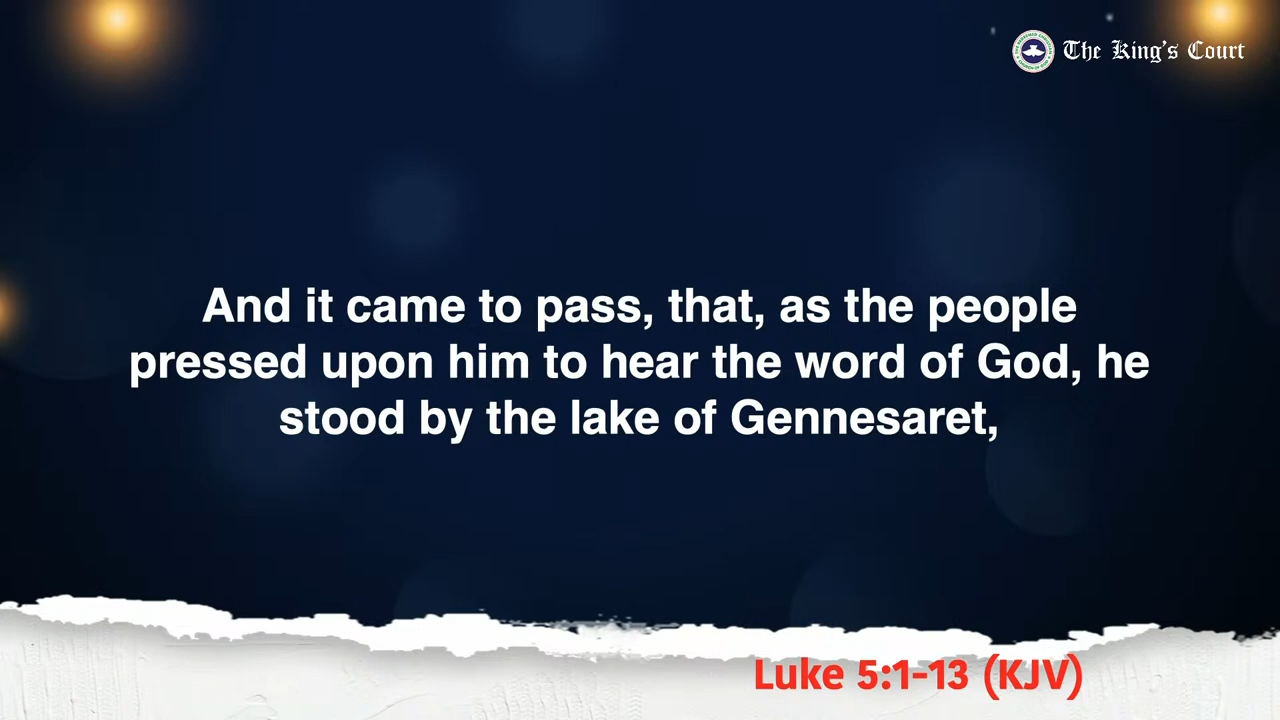 The King's Court
And it came to pass, that, as the people
pressed upon him to hear the word of God, he
stood by the lake of Gennesaret,
Luke 5:1-13 (KJV)